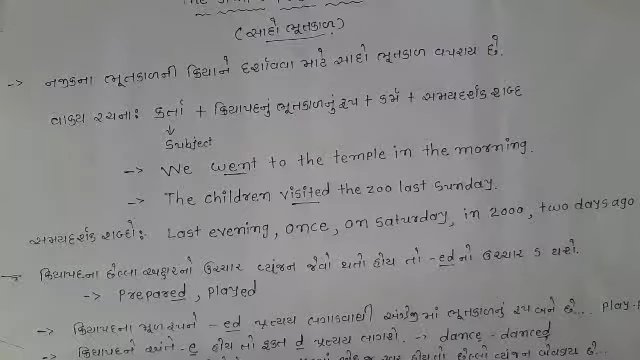 (સાદો ભૂતકાળ)
-> નજીકના ભૂતકાળની ક્રિયાને દર્શાવવા માટે સાદો ભૂતકાળ વપરાય છે.
વાક્ય રચના: કર્તા + ક્રિયાપદનું ભૂતકાળનું રૂપ + કર્મ + સમયદર્શક શબ્દ
↓
Subject
-> We went to the temple in the morning.
-> The children visited the zoo last sunday.
સમયદર્શક શબ્દો: Last evening, once, on saturday, in 2000, two days ago
-> ક્રિયાપદના છેલ્લા અક્ષરનો ઉચ્ચાર વ્યંજન જેવો થતો હોય તો -ed નો ઉચ્ચાર ડ થશે.
-> Prepared, Played
-> ક્રિયાપદના મૂળ રૂપને -ed પ્રત્યય લગાડવાથી અંગ્રેજીમાં ભૂતકાળનું રૂપ બને છે... Play-
-> ક્રિયાપદને અંતે -e હોય તો ફક્ત d પ્રત્યય લાગશે. -> dance - danced